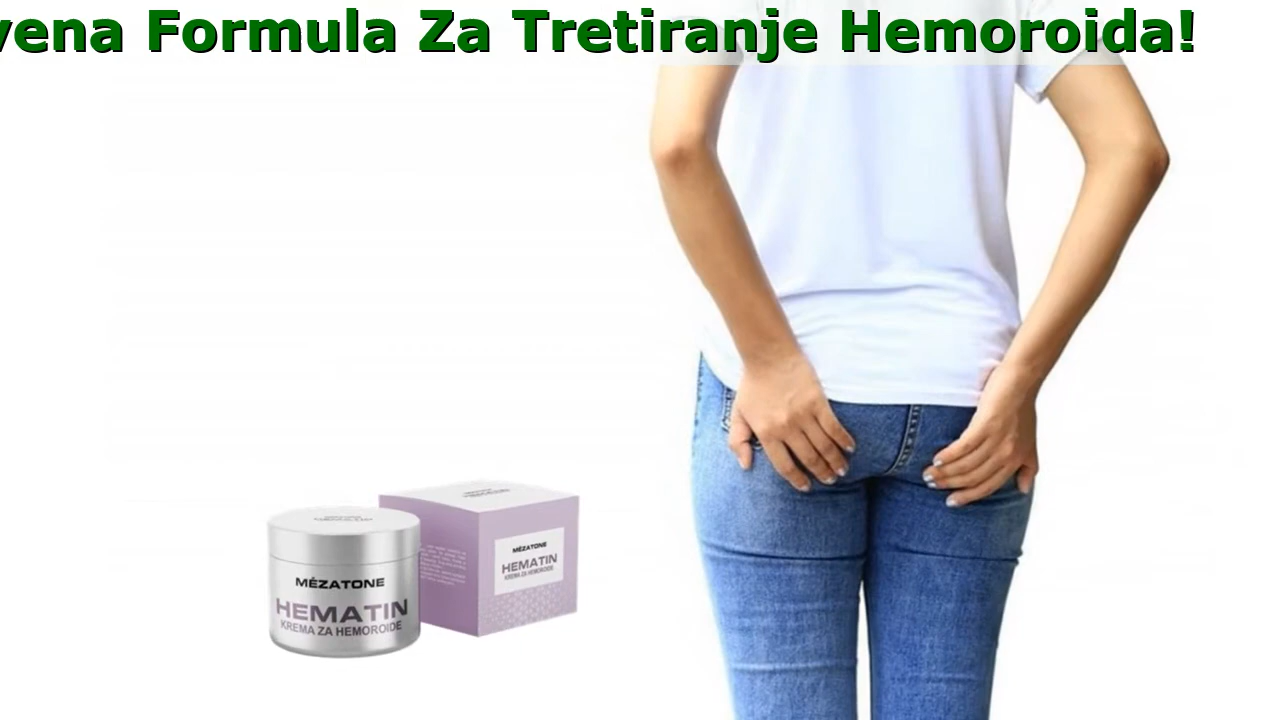 vena Formula Za Tretiranje Hemoroida!
MÉZATONE
HEMATIN
KREMA ZA HEMOROIDE
MÉZATONE
HEMATIN
KREMA ZA HEMOROIDE